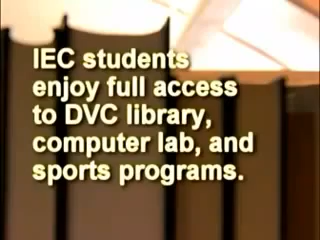 IEC students
enjoy full access
to DVC library,
computer lab, and
sports programs.